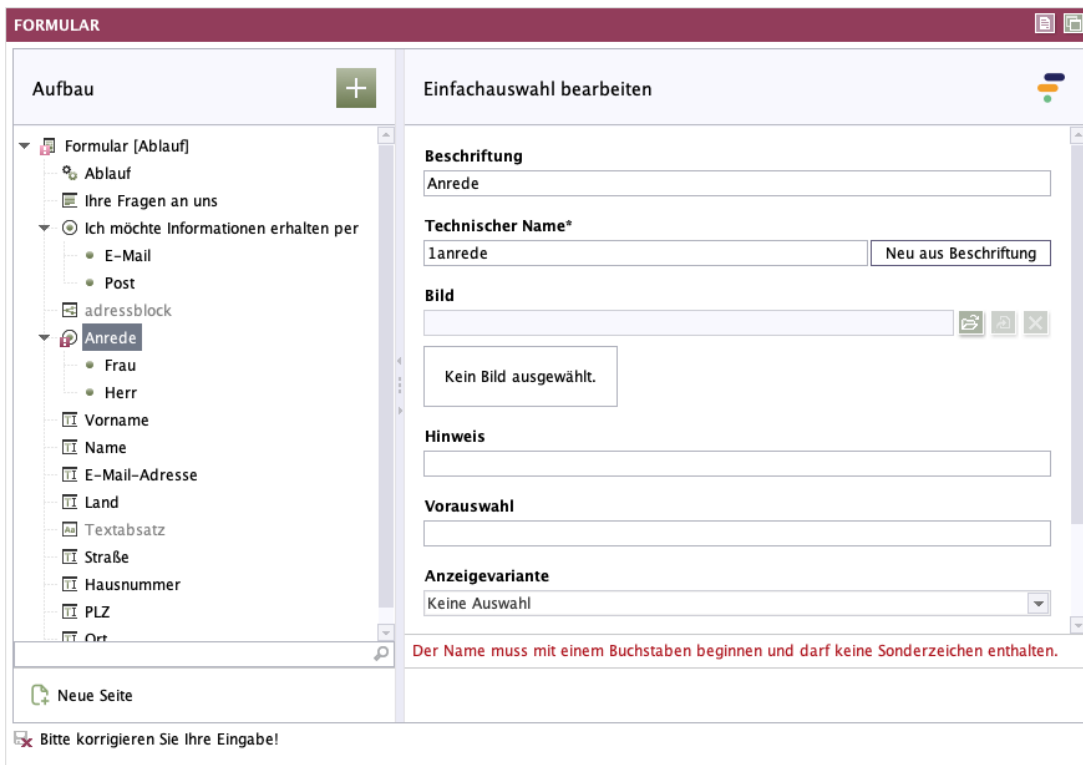 FORMULAR
Aufbau
Formular [Ablauf]
Ablauf
Ihre Fragen an uns
Ich möchte Informationen erhalten per
E-Mail
Post
adressblock
Anrede
Frau
Herr
Vorname
Name
E-Mail-Adresse
Land
Textabsatz
Straße
Hausnummer
PLZ
Ort
Neue Seite
Einfachauswahl bearbeiten
Beschriftung
Anrede
Technischer Name*
1anrede Neu aus Beschriftung
Bild
Kein Bild ausgewählt.
Hinweis
Vorauswahl
Anzeigevariante
Keine Auswahl
Der Name muss mit einem Buchstaben beginnen und darf keine Sonderzeichen enthalten.
Bitte korrigieren Sie Ihre Eingabe!